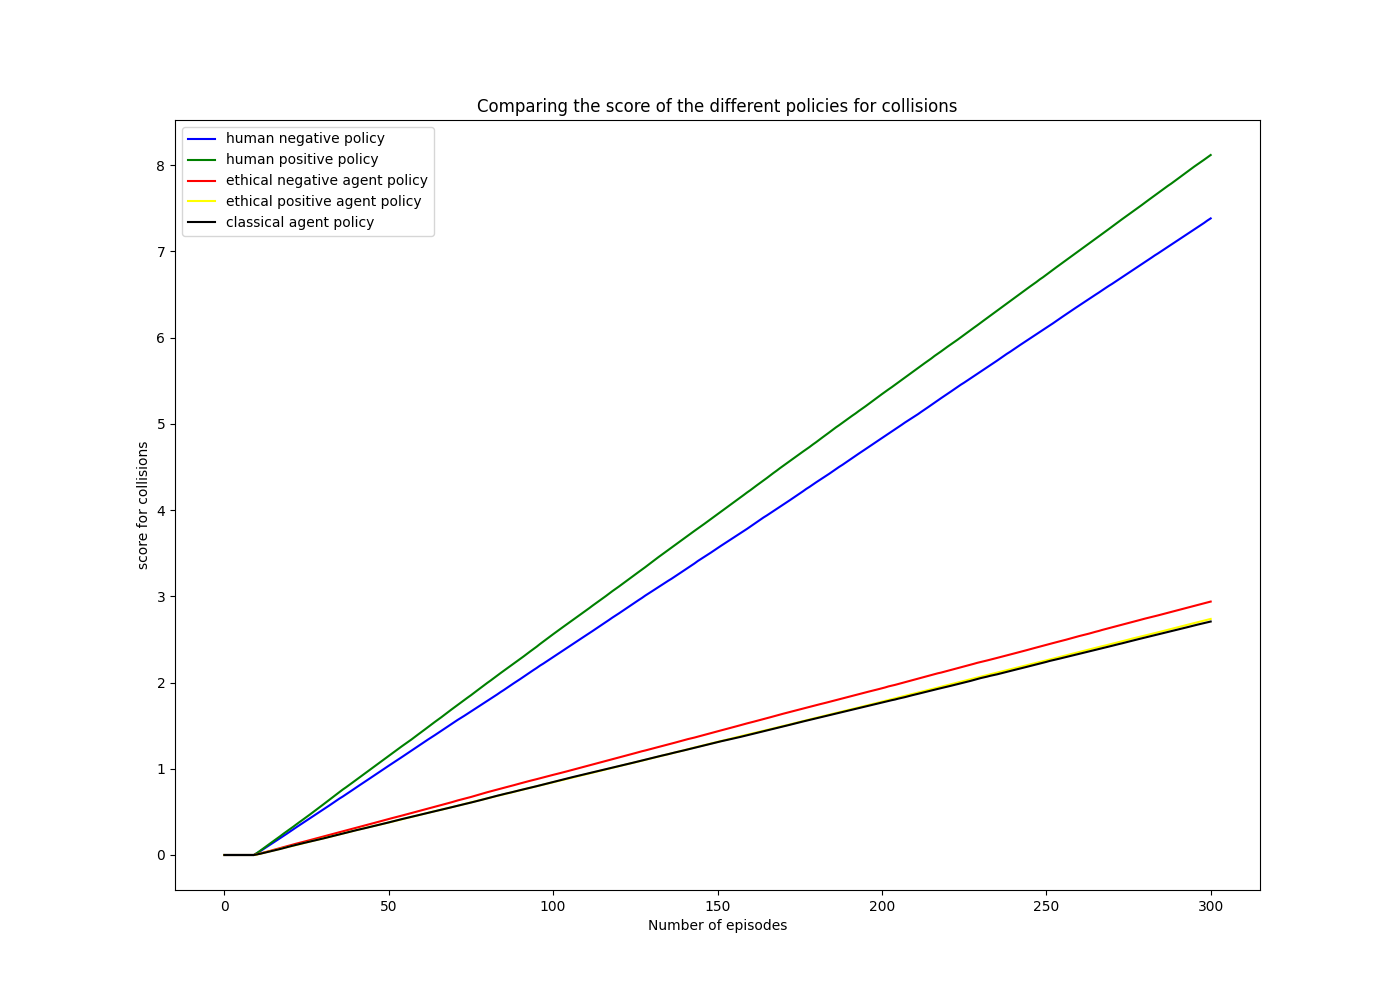 Comparing the score of the different policies for collisions
human negative policy
human positive policy
ethical negative agent policy
ethical positive agent policy
classical agent policy
8
7
6
5
4
3
2
1
0
score for collisions
0 50 100 150 200 250 300
Number of episodes